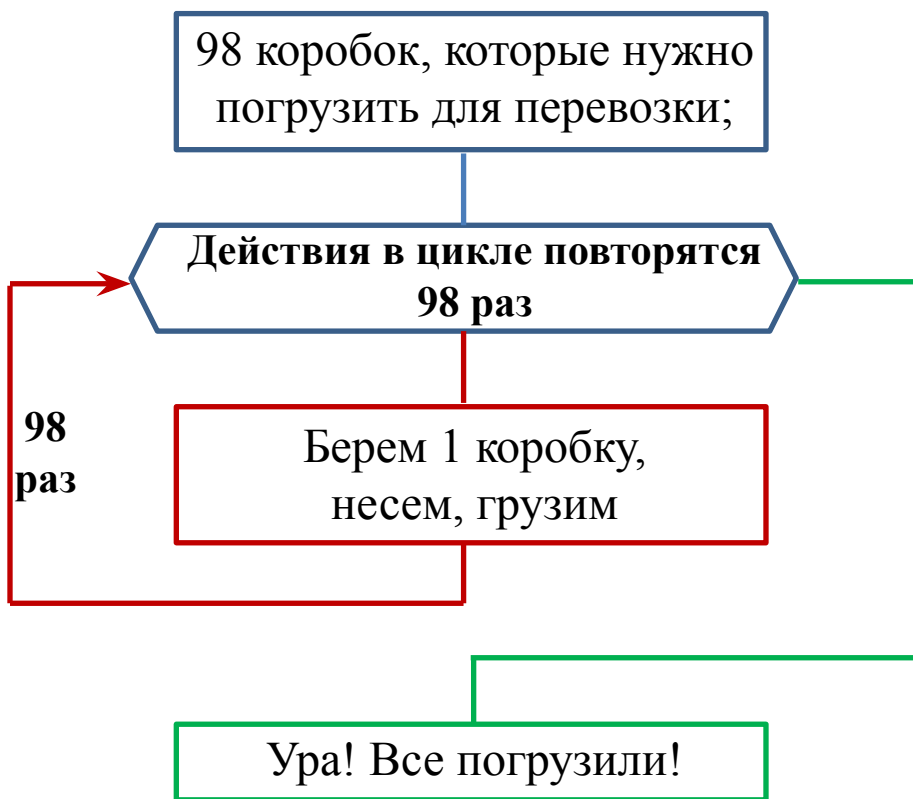 98 коробок, которые нужно
погрузить для перевозки;
Действия в цикле повторятся
98 раз
98
раз
Берем 1 коробку,
несем, грузим
Ура! Все погрузили!